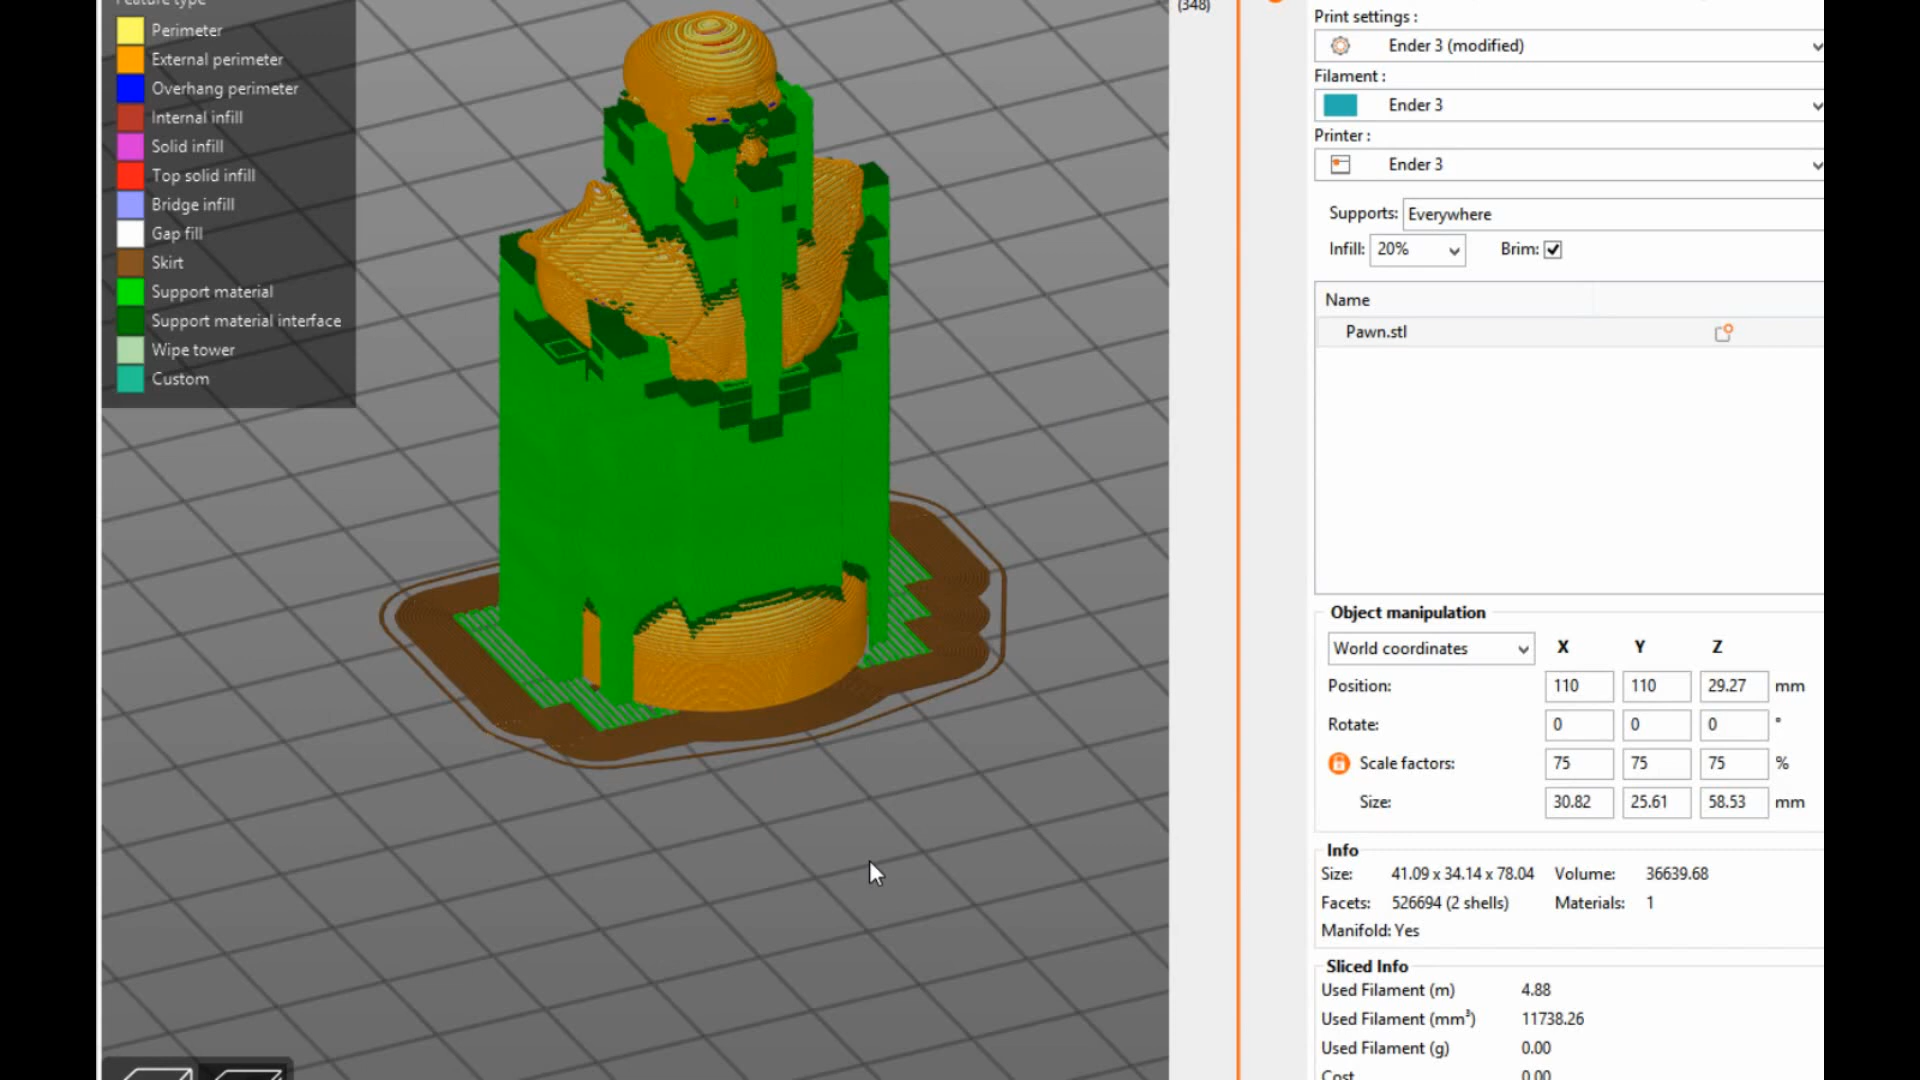 Feature type
Perimeter
External perimeter
Overhang perimeter
Internal infill
Solid infill
Top solid infill
Bridge infill
Gap fill
Skirt
Support material
Support material interface
Wipe tower
Custom
(348)
Print settings :
Ender 3 (modified)
Filament :
Ender 3
Printer :
Ender 3
Supports: Everywhere
Infill: 20% Brim:
Name
Pawn.stl
Object manipulation
World coordinates X Y Z
Position: 110 110 29.27 mm
Rotate: 0 0 0 °
Scale factors: 75 75 75 %
Size: 30.82 25.61 58.53 mm
Info
Size: 41.09 x 34.14 x 78.04 Volume: 36639.68
Facets: 526694 (2 shells) Materials: 1
Manifold: Yes
Sliced Info
Used Filament (m) 4.88
Used Filament (mm³) 11738.26
Used Filament (g) 0.00
Cost 0.00